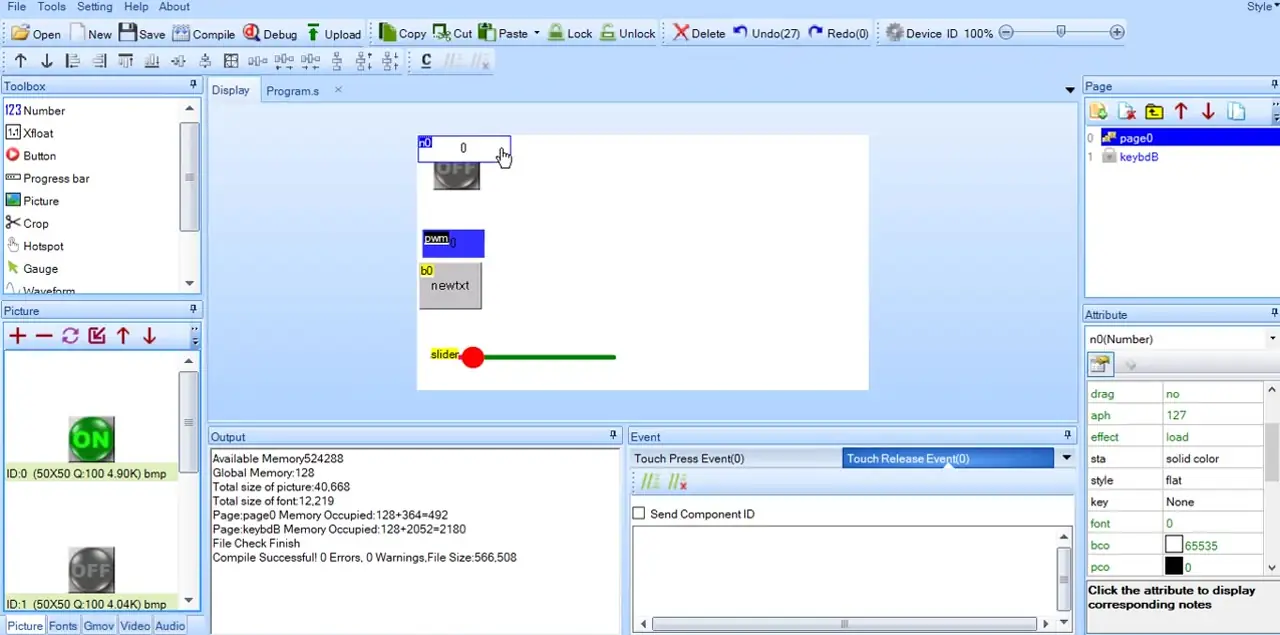 File Tools Setting Help About Style
Open New Save Compile Debug Upload Copy Cut Paste Lock Unlock Delete Undo(27) Redo(0) Device ID 100%
Toolbox
Display Program.s ×
Page
123 Number
1.1 Xfloat
Button
Progress bar
Picture
Crop
Hotspot
Gauge
Waveform
n0 0
OFF
pwm 0
b0
newtxt
slider
0 page0
1 keybdB
Picture
ON
ID:0 (50X50 Q:100 4.90K) bmp
OFF
ID:1 (50X50 Q:100 4.04K) bmp
Picture Fonts Gmov Video Audio
Output
Available Memory524288
Global Memory:128
Total size of picture:40,668
Total size of font:12,219
Page:page0 Memory Occupied:128+364=492
Page:keybdB Memory Occupied:128+2052=2180
File Check Finish
Compile Successful! 0 Errors, 0 Warnings,File Size:566,508
Event
Touch Press Event(0) Touch Release Event(0)
Send Component ID
Attribute
n0(Number)
drag no
aph 127
effect load
sta solid color
style flat
key None
font 0
bco 65535
pco 0
Click the attribute to display
corresponding notes